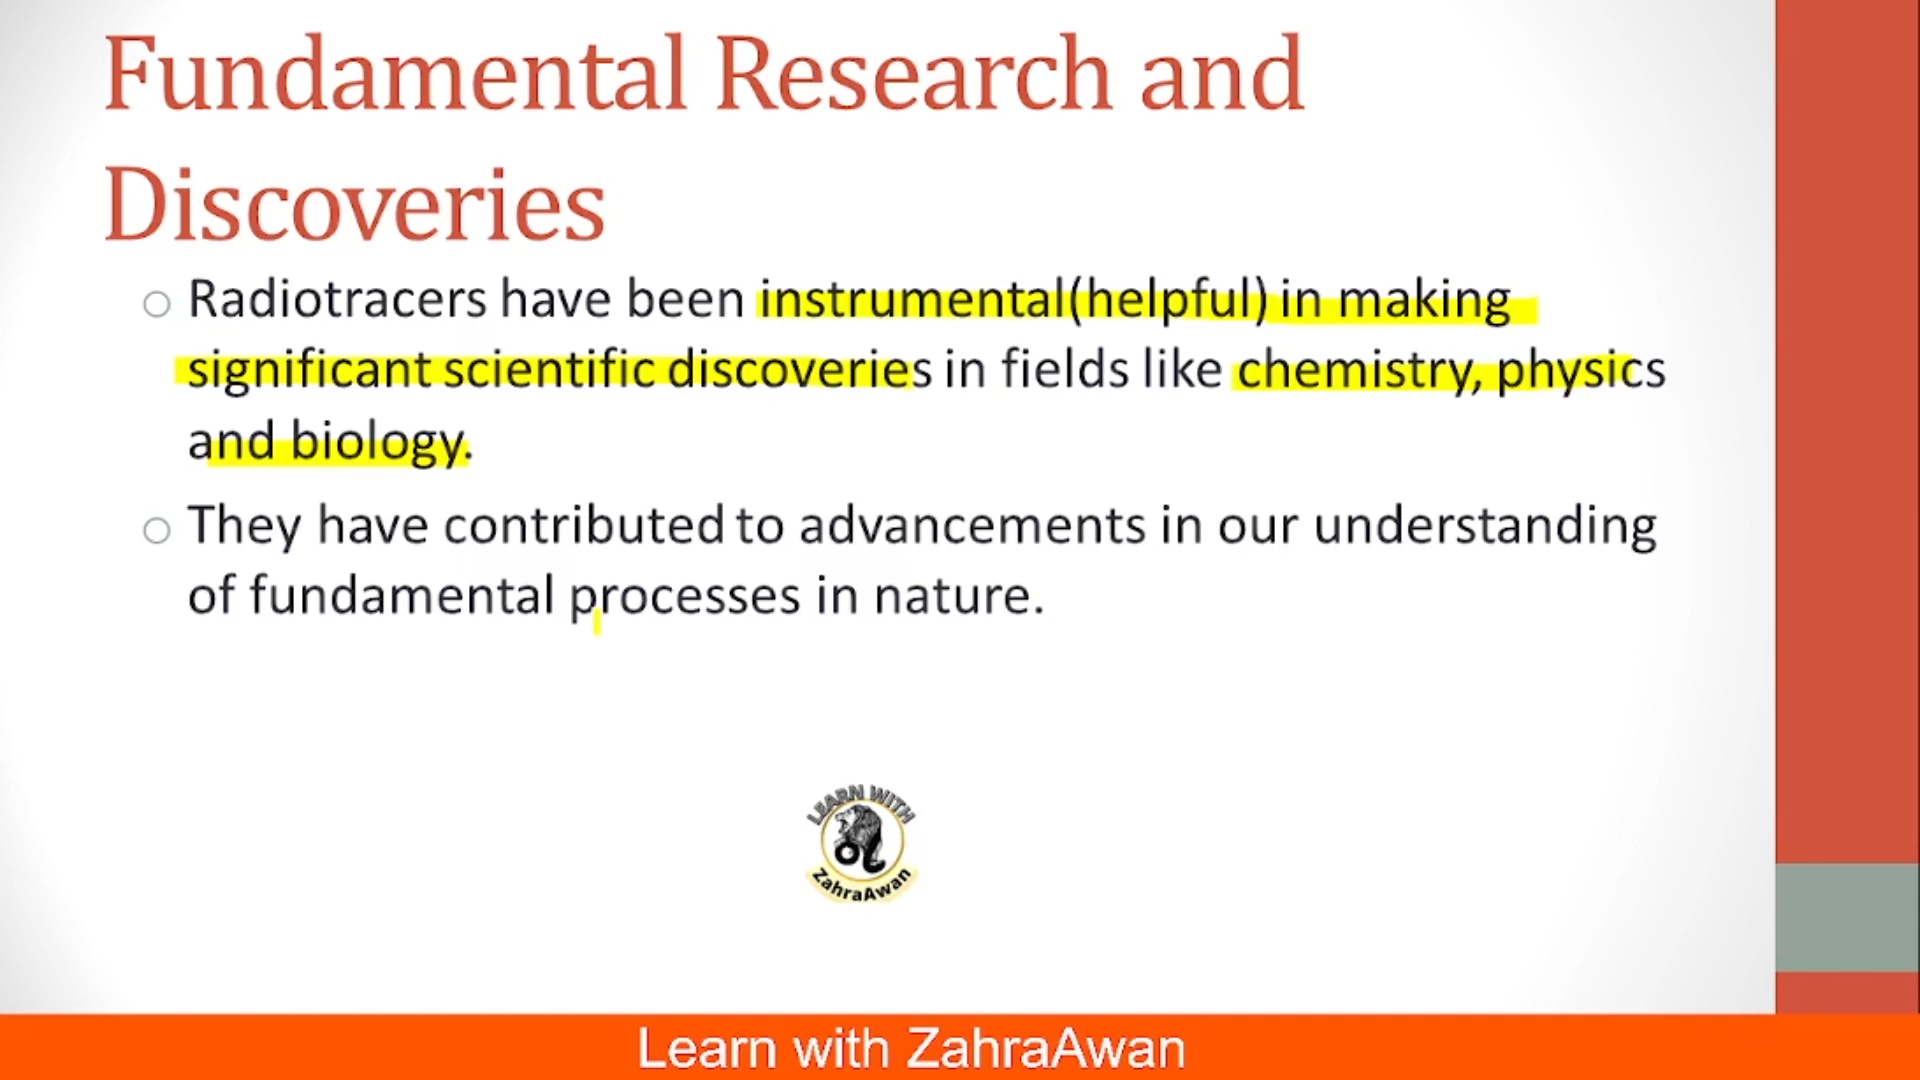 Fundamental Research and
Discoveries
Radiotracers have been instrumental(helpful) in making
significant scientific discoveries in fields like chemistry, physics
and biology.
They have contributed to advancements in our understanding
of fundamental processes in nature.
LEARN WITH
ZahraAwan
Learn with ZahraAwan